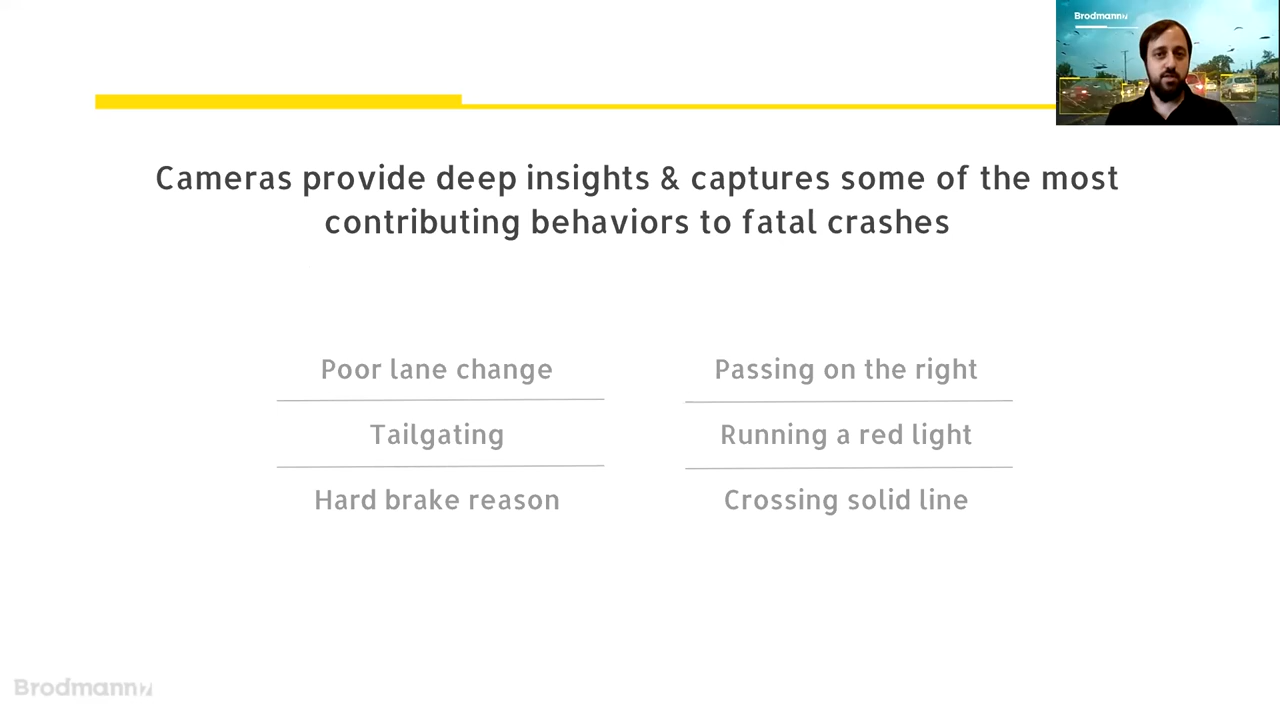 Brodmann17
Cameras provide deep insights & captures some of the most
contributing behaviors to fatal crashes
Poor lane change
Passing on the right
Tailgating
Running a red light
Hard brake reason
Crossing solid line
Brodmann17